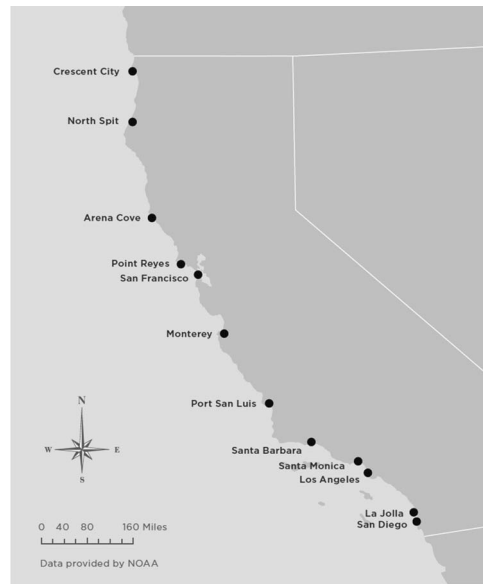 Crescent City
North Spit
Arena Cove
Point Reyes
San Francisco
Monterey
Port San Luis
Santa Barbara
Santa Monica
Los Angeles
La Jolla
San Diego
N
W E
S
0 40 80 160 Miles
Data provided by NOAA